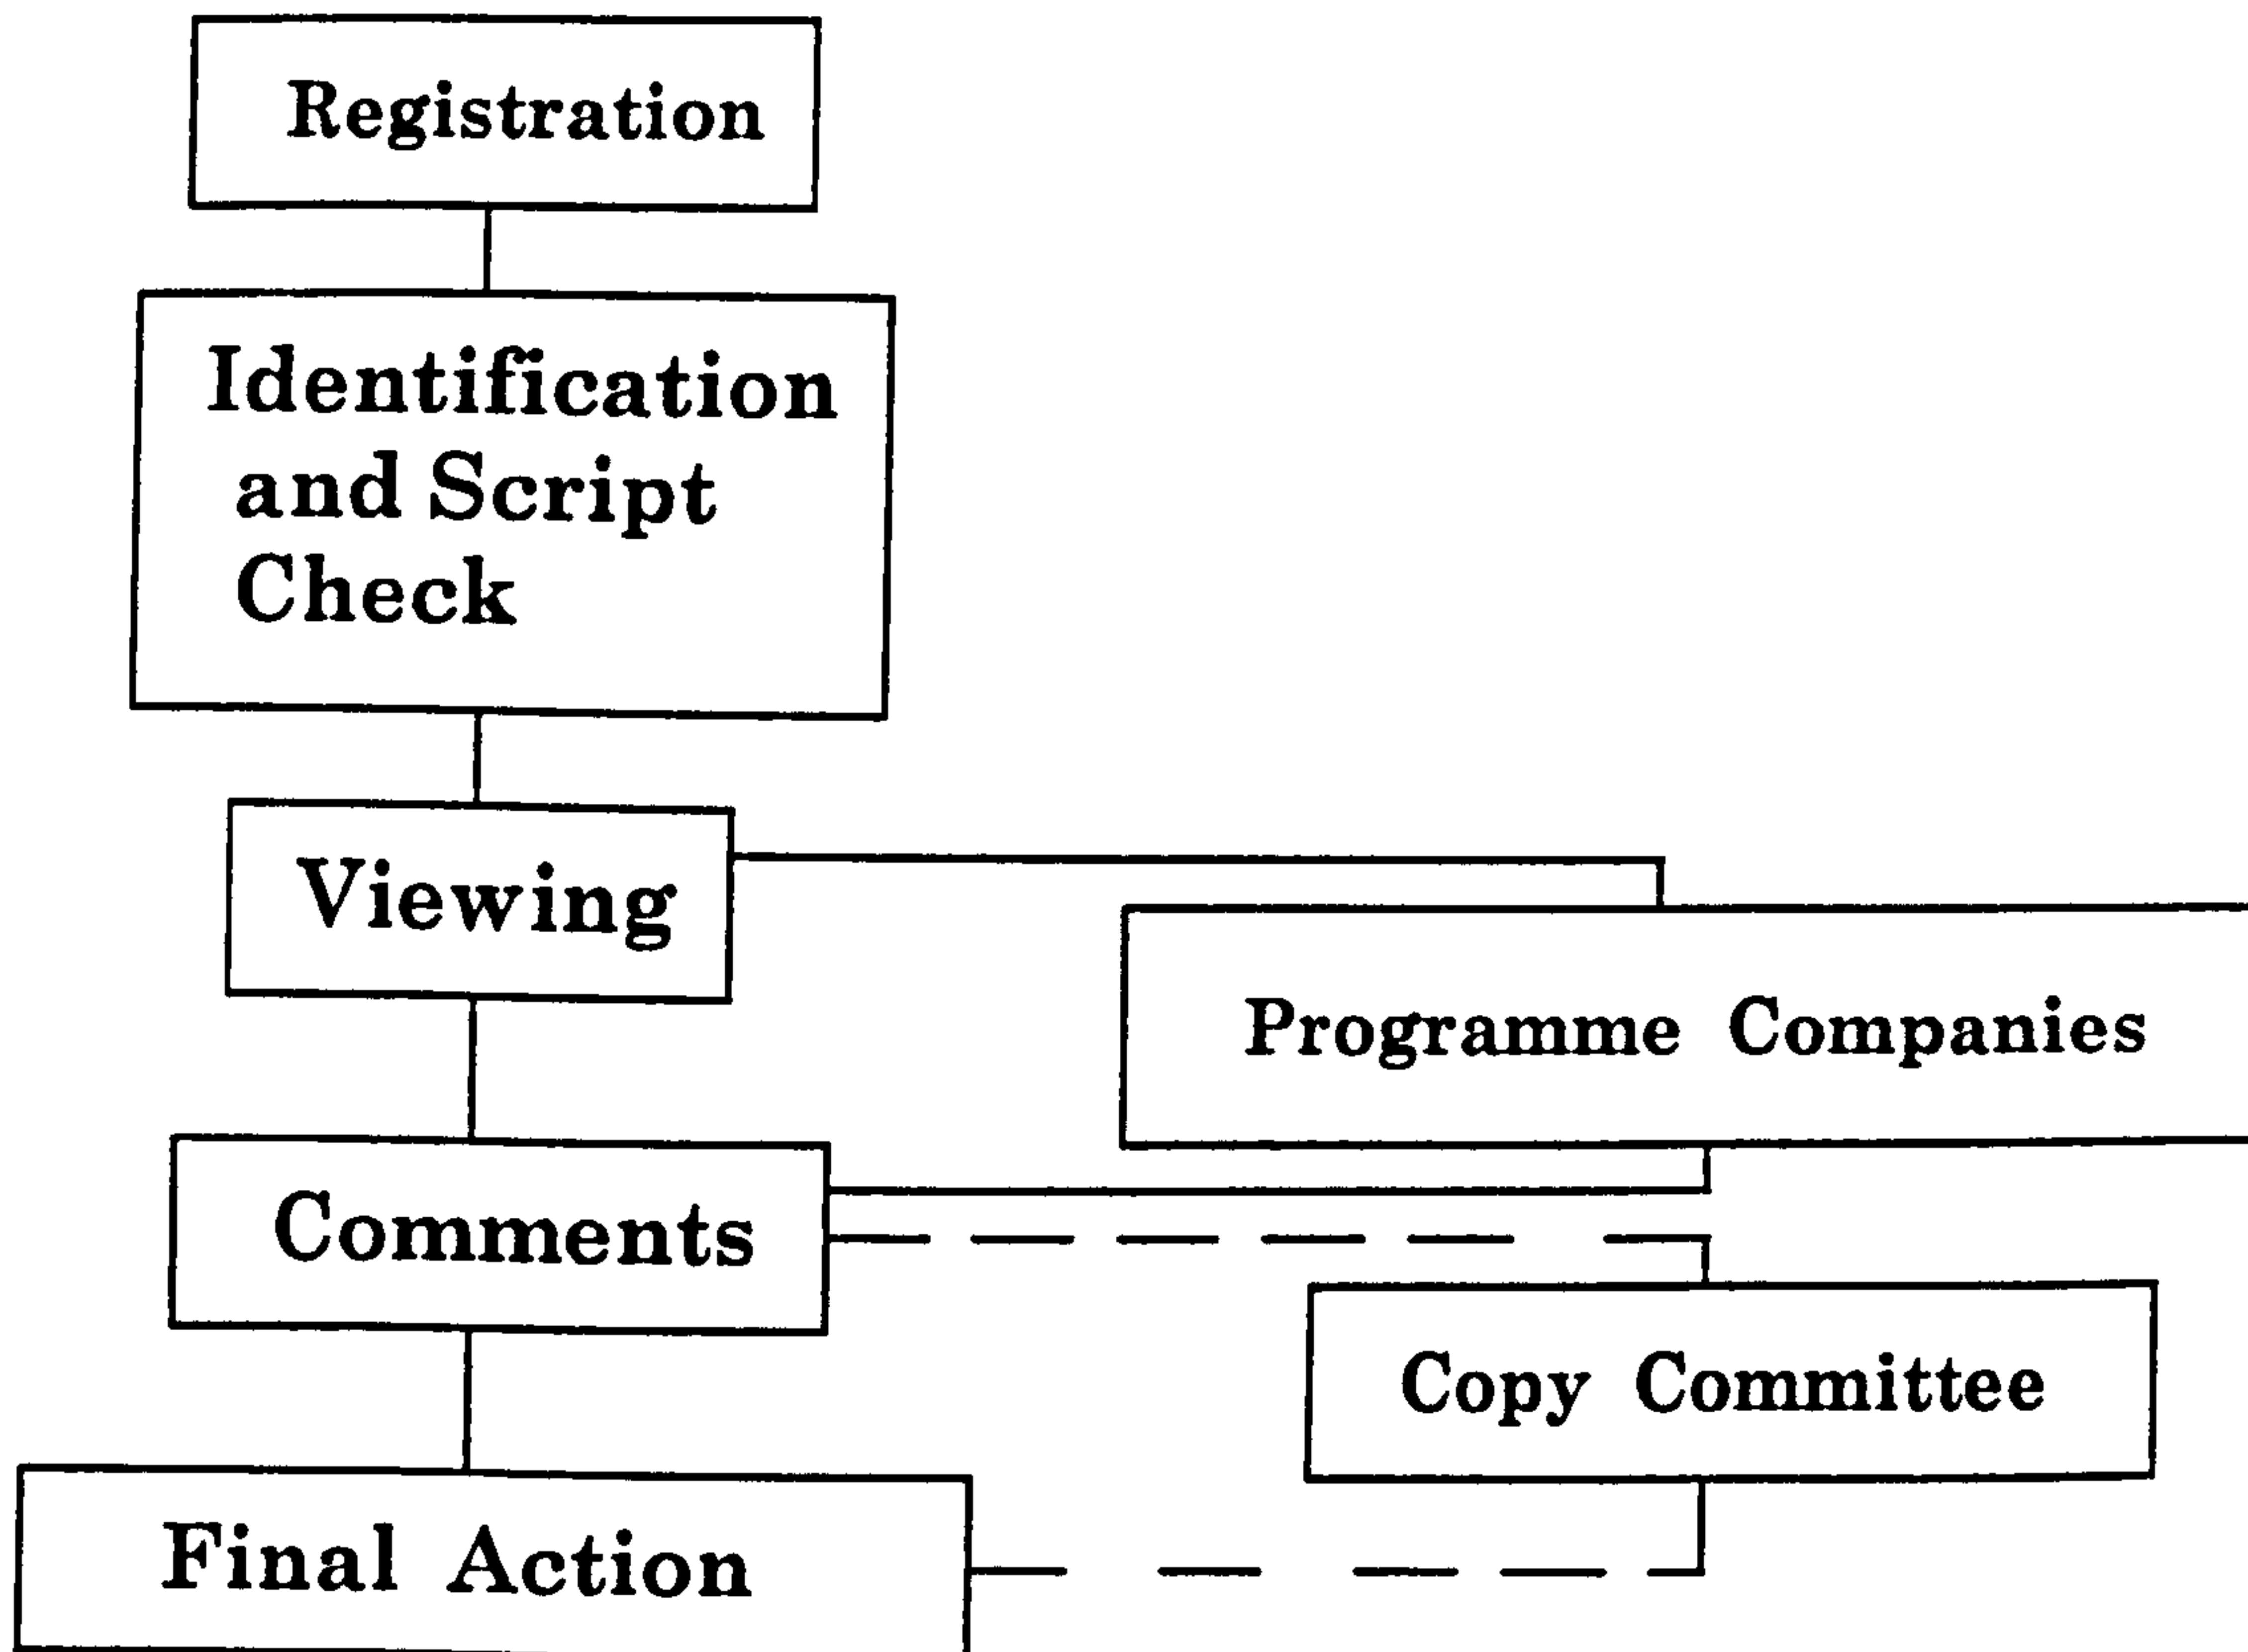 Registration
Identification
and Script
Check
Viewing
Programme Companies
Comments
Copy Committee
Final Action